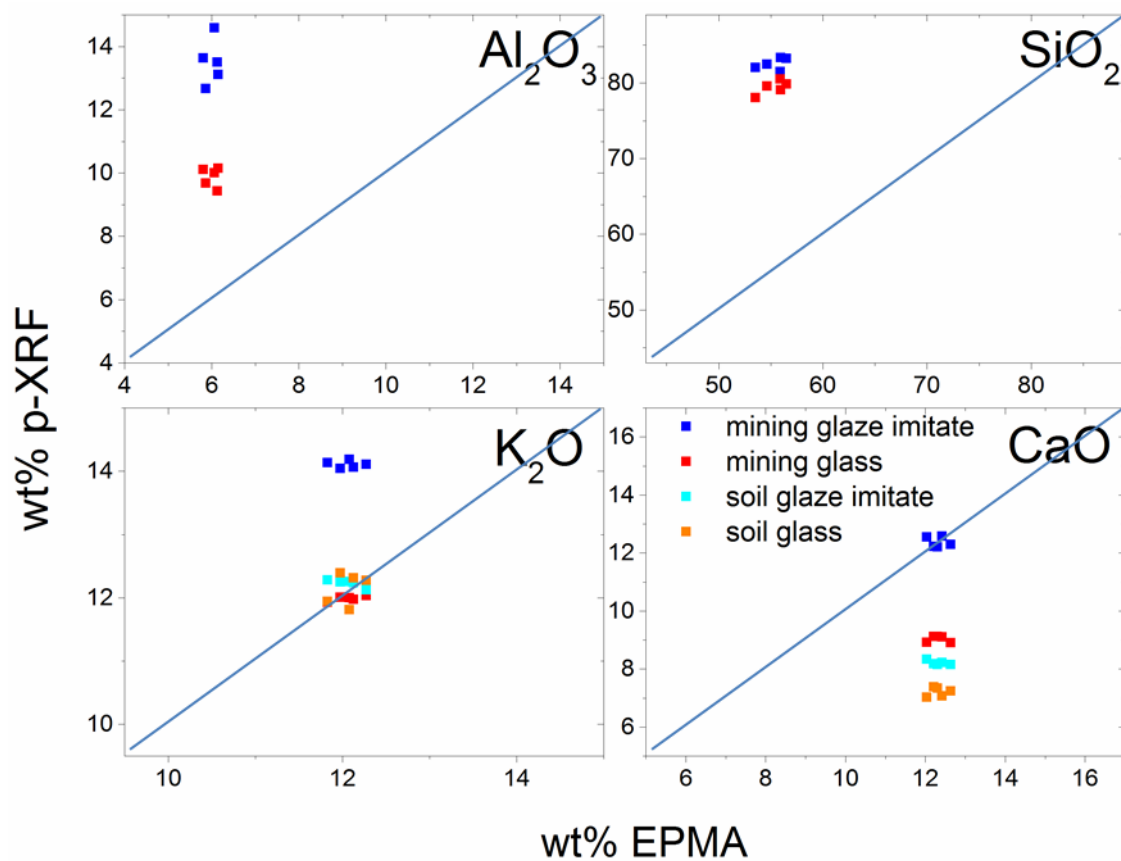 wt% p-XRF
Al₂O₃
14
12
10
8
6
4
4 6 8 10 12 14
SiO₂
80
70
60
50
50 60 70 80
K₂O
14
12
10
10 12 14
CaO
mining glaze imitate
mining glass
soil glaze imitate
soil glass
16
14
12
10
8
6
6 8 10 12 14 16
wt% EPMA